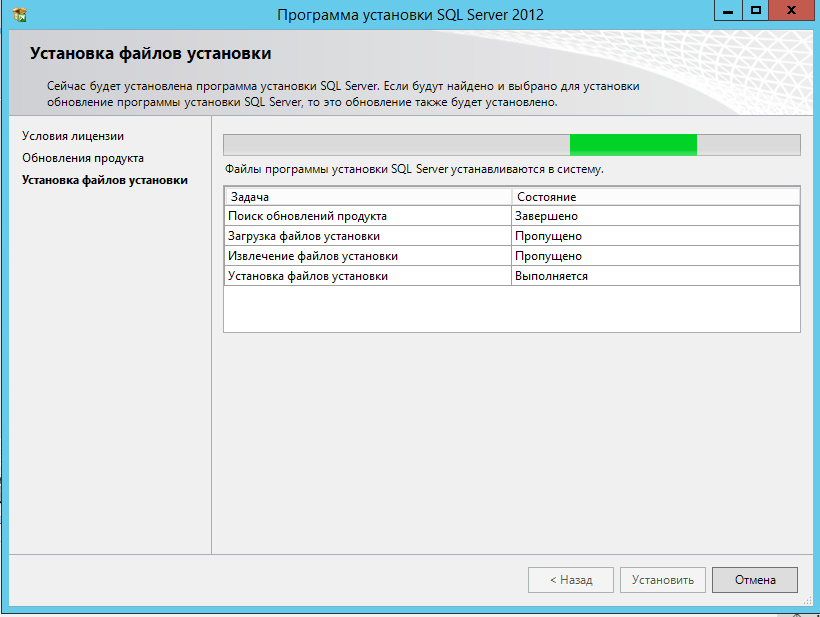 Программа установки SQL Server 2012
Установка файлов установки
Сейчас будет установлена программа установки SQL Server. Если будут найдено и выбрано для установки
обновление программы установки SQL Server, то это обновление также будет установлено.
Условия лицензии
Обновления продукта
Установка файлов установки
Файлы программы установки SQL Server устанавливаются в систему.
Задача Состояние
Поиск обновлений продукта Завершено
Загрузка файлов установки Пропущено
Извлечение файлов установки Пропущено
Установка файлов установки Выполняется
< Назад Установить Отмена